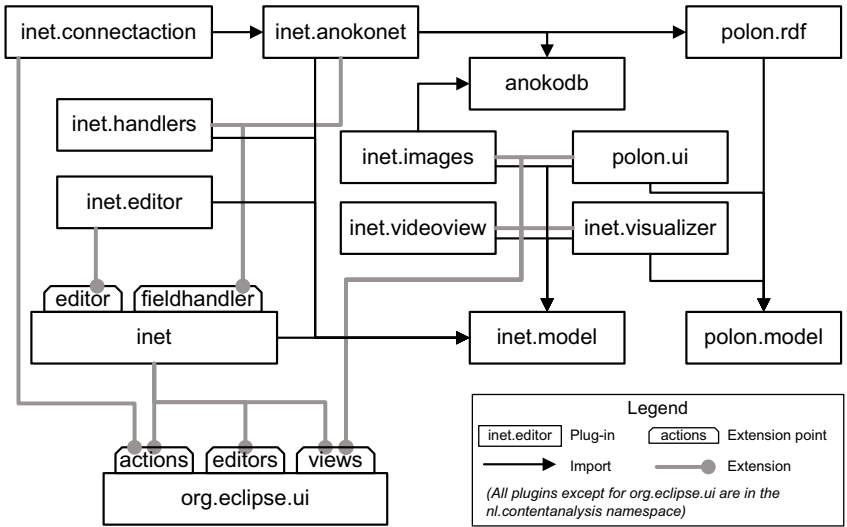 inet.connectaction
inet.anokonet
polon.rdf
anokodb
inet.handlers
inet.images
polon.ui
inet.editor
inet.videoview
inet.visualizer
editor
fieldhandler
inet
inet.model
polon.model
actions
editors
views
org.eclipse.ui
Legend
inet.editor
Plug-in
actions
Extension point
Import
Extension
(All plugins except for org.eclipse.ui are in the
nl.contentanalysis namespace)